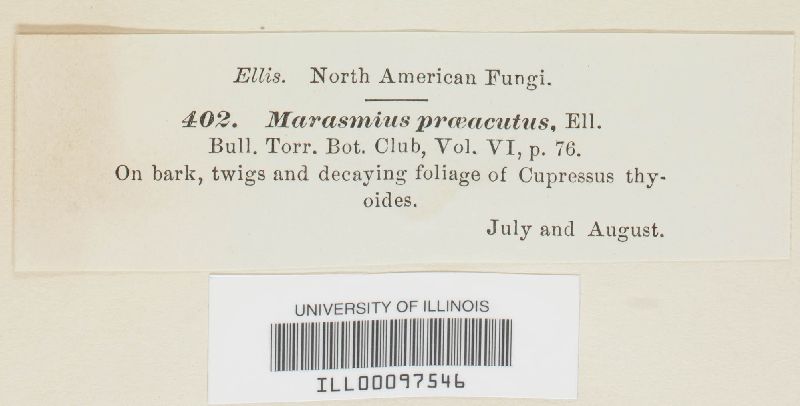 Ellis. North American Fungi.
402. Marasmius præacutus, Ell.
Bull. Torr. Bot. Club, Vol. VI, p. 76.
On bark, twigs and decaying foliage of Cupressus thy-
oides.
July and August.
UNIVERSITY OF ILLINOIS
ILL00097546